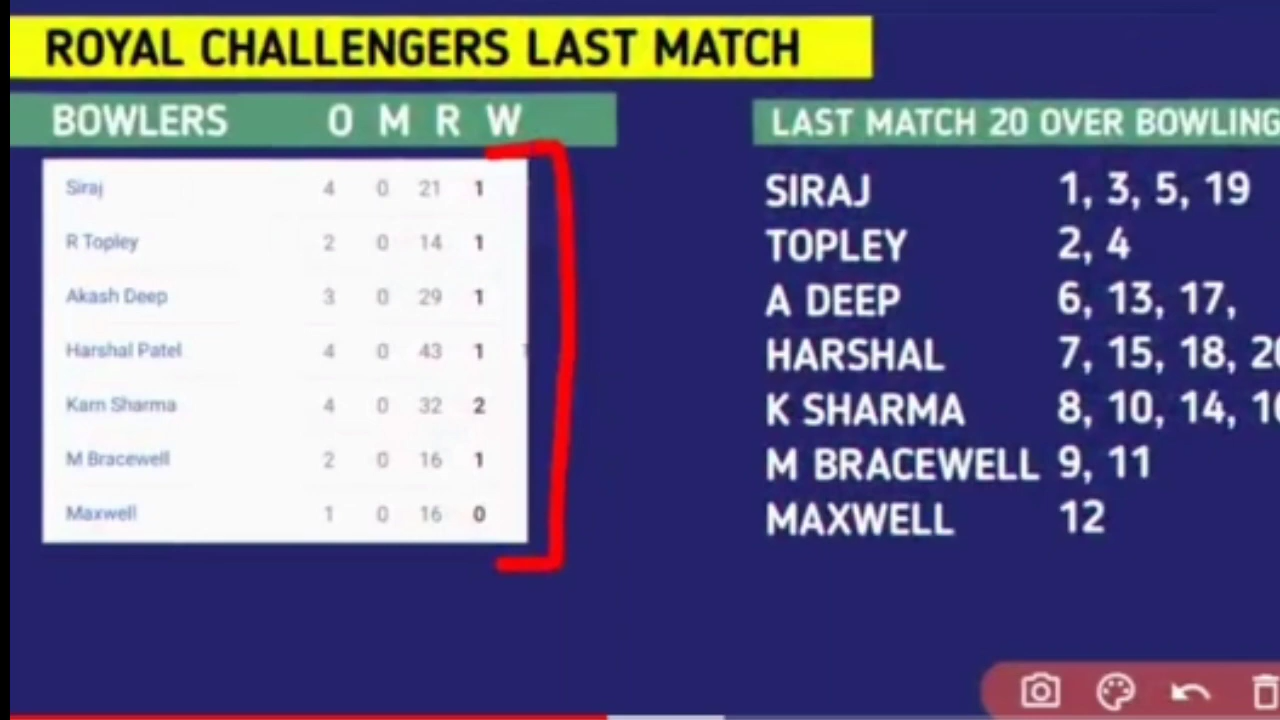 ROYAL CHALLENGERS LAST MATCH
BOWLERS O M R W
Siraj 4 0 21 1
R Topley 2 0 14 1
Akash Deep 3 0 29 1
Harshal Patel 4 0 43 1
Karn Sharma 4 0 32 2
M Bracewell 2 0 16 1
Maxwell 1 0 16 0
LAST MATCH 20 OVER BOWLING
SIRAJ 1, 3, 5, 19
TOPLEY 2, 4
A DEEP 6, 13, 17,
HARSHAL 7, 15, 18,
K SHARMA 8, 10, 14,
M BRACEWELL 9, 11
MAXWELL 12